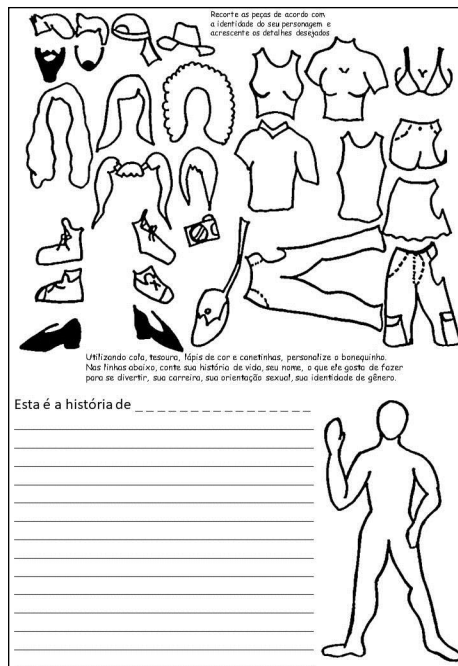 Recorte as peças de acordo com
a identidade do seu personagem e
acrescente os detalhes desejados
Utilizando cola, tesoura, lápis de cor e canetinhas, personalize o bonequinho.
Nas linhas abaixo, conte sua história de vida, seu nome, o que ele gosta de fazer
para se divertir, sua carreira, sua orientação sexual, sua identidade de gênero.
Esta é a história de _ _ _ _ _ _ _ _ _ _ _ _ _ _ _ _